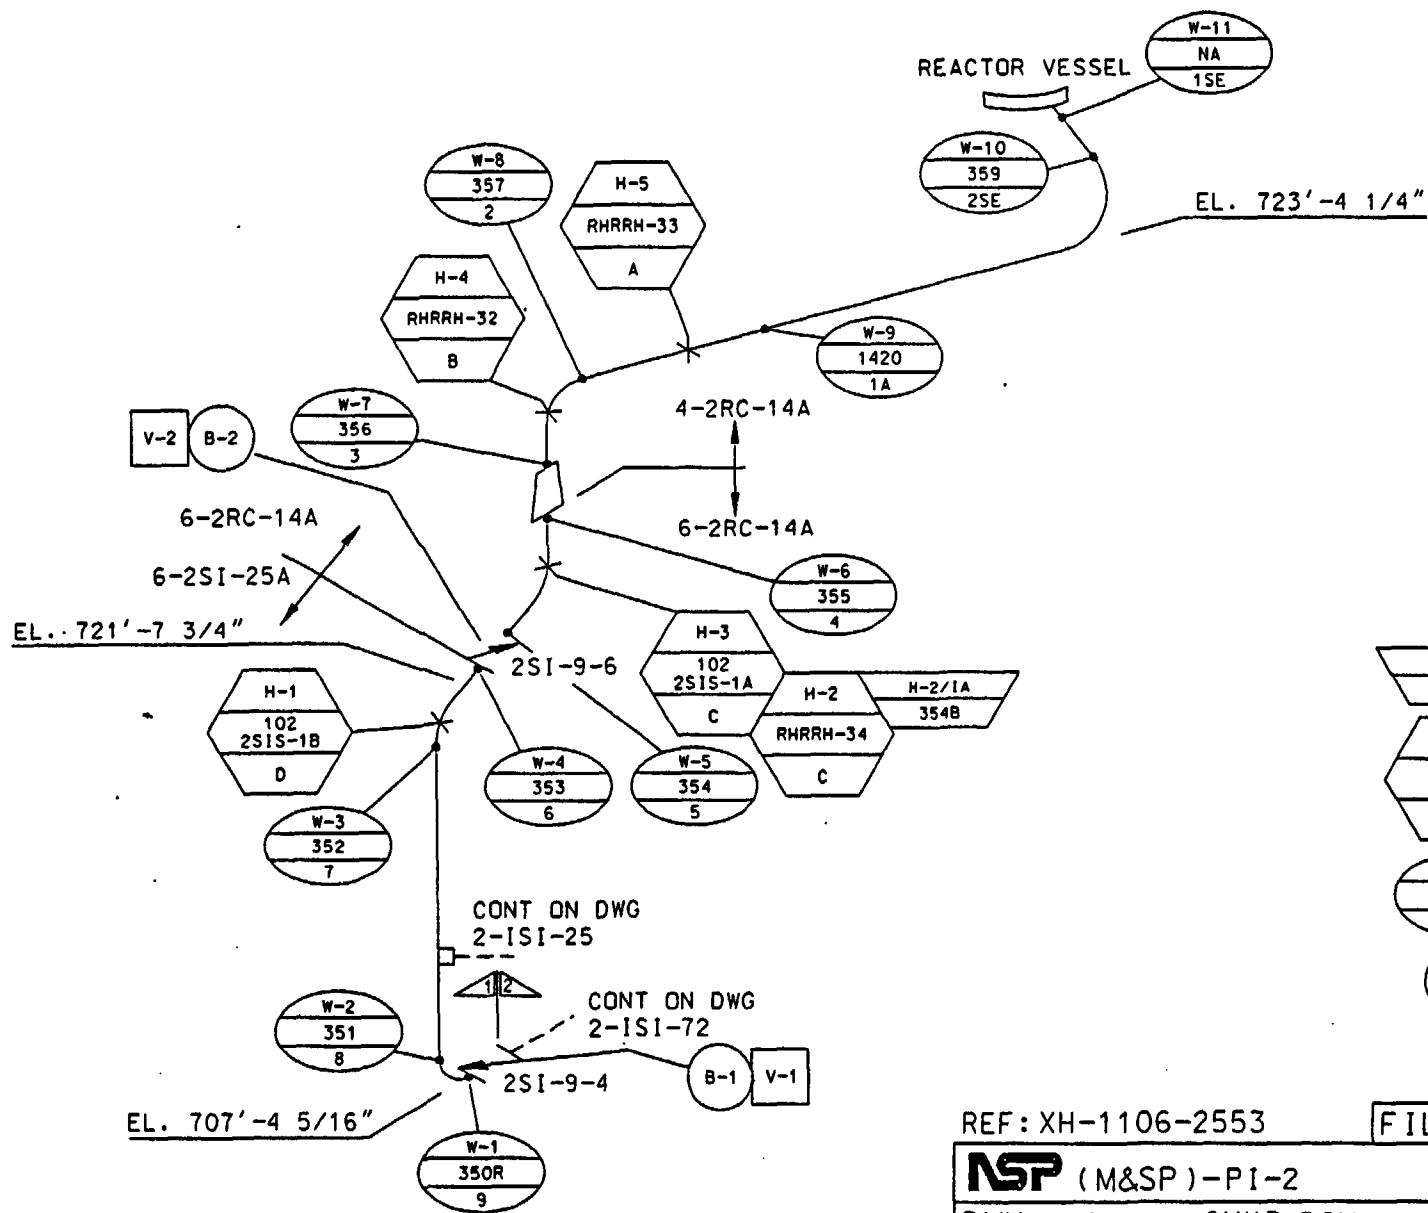 W-11
NA
1SE
REACTOR VESSEL
W-10
359
2SE
EL. 723'-4 1/4"
W-8
357
2
H-5
RHRRH-33
A
H-4
RHRRH-32
B
W-9
1420
1A
W-7
356
3
V-2
B-2
4-2RC-14A
6-2RC-14A
6-2RC-14A
6-2SI-25A
W-6
355
4
EL. 721'-7 3/4"
2SI-9-6
H-3
102
2SIS-1A
C
H-2
RHRRH-34
C
H-2/IA
354B
H-1
102
2SIS-1B
D
W-4
353
6
W-5
354
5
W-3
352
7
CONT ON DWG
2-ISI-25
1 2
W-2
351
8
CONT ON DWG
2-ISI-72
2SI-9-4
B-1
V-1
EL. 707'-4 5/16"
W-1
350R
9
REF: XH-1106-2553
FIL
NSP (M&SP)-PI-2